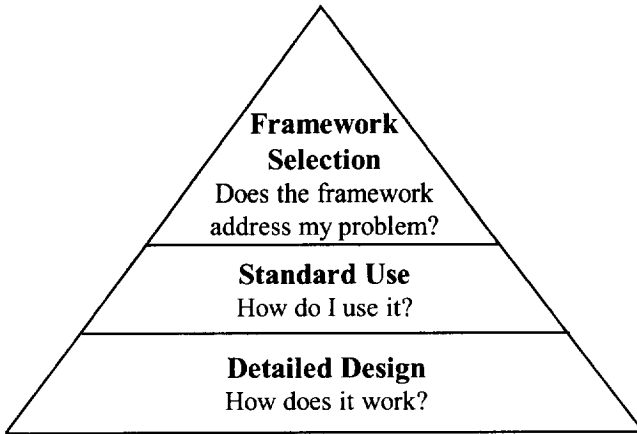 Framework
Selection
Does the framework
address my problem?
Standard Use
How do I use it?
Detailed Design
How does it work?